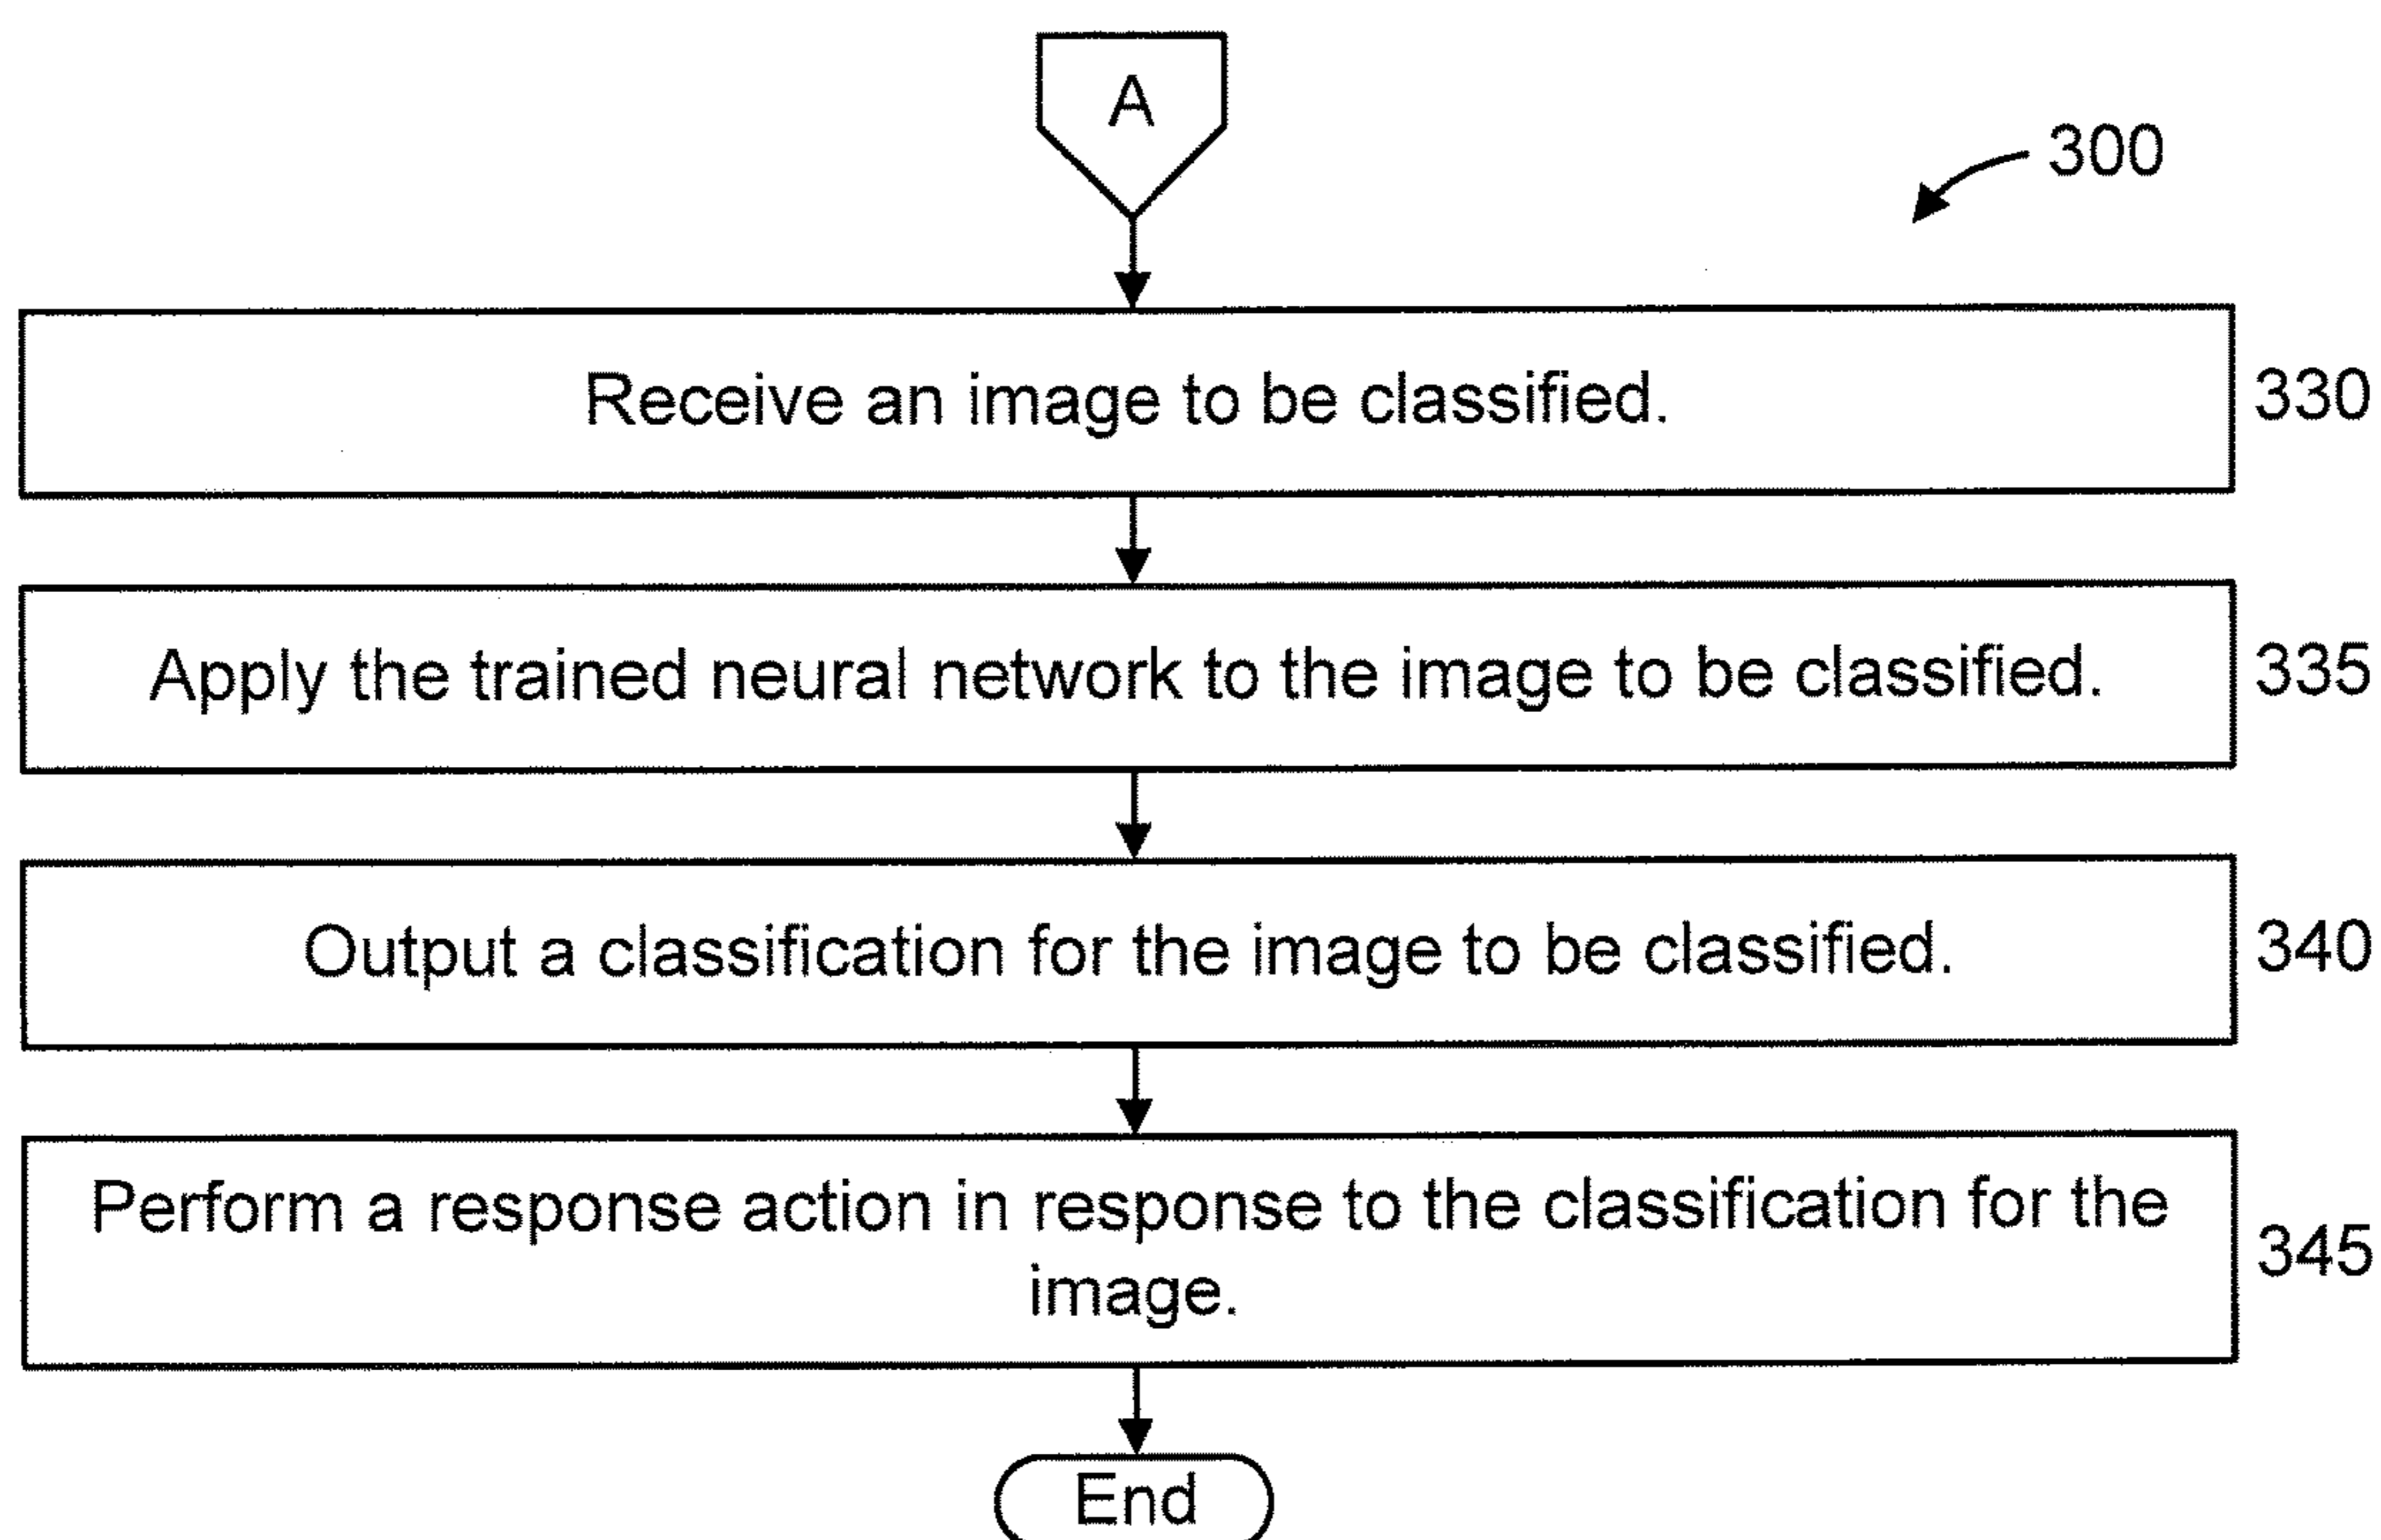 A
300
Receive an image to be classified.
330
Apply the trained neural network to the image to be classified.
335
Output a classification for the image to be classified.
340
Perform a response action in response to the classification for the
image.
345
End